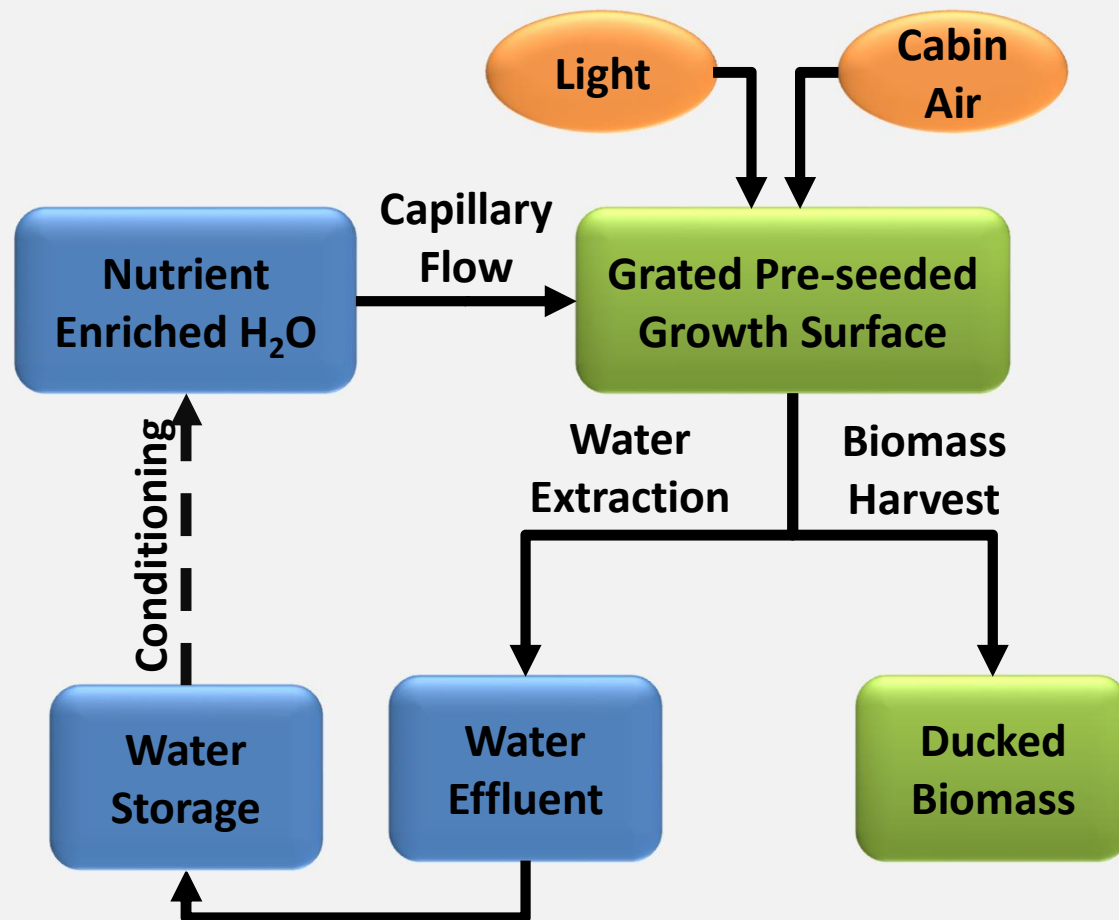 Light
Cabin
Air
Capillary
Flow
Nutrient
Enriched H₂O
Grated Pre-seeded
Growth Surface
Conditioning
Water
Extraction
Biomass
Harvest
Water
Storage
Water
Effluent
Ducked
Biomass